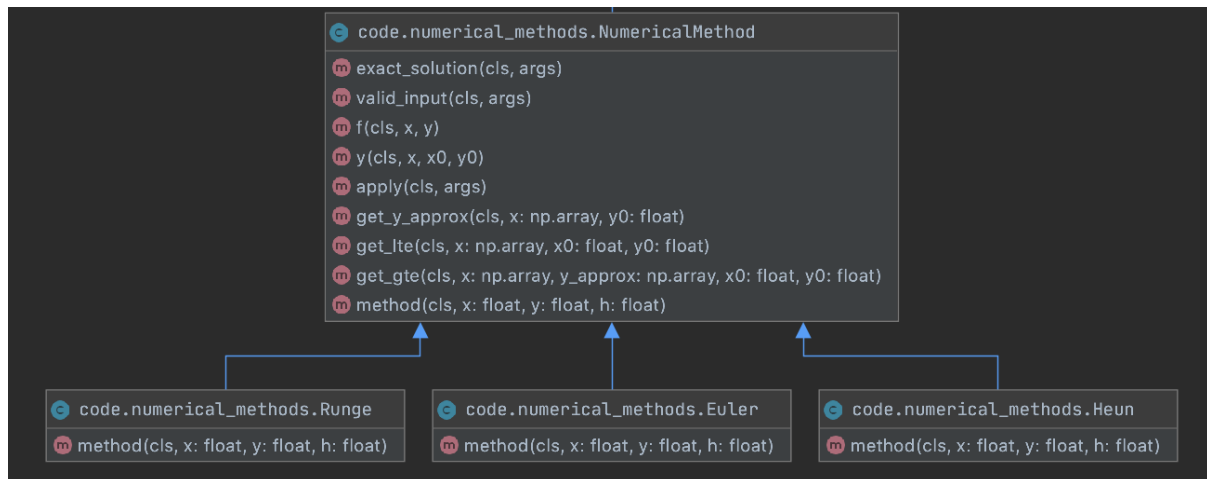 code.numerical_methods.NumericalMethod
exact_solution(cls, args)
valid_input(cls, args)
f(cls, x, y)
y(cls, x, x0, y0)
apply(cls, args)
get_y_approx(cls, x: np.array, y0: float)
get_lte(cls, x: np.array, x0: float, y0: float)
get_gte(cls, x: np.array, y_approx: np.array, x0: float, y0: float)
method(cls, x: float, y: float, h: float)
code.numerical_methods.Runge
method(cls, x: float, y: float, h: float)
code.numerical_methods.Euler
method(cls, x: float, y: float, h: float)
code.numerical_methods.Heun
method(cls, x: float, y: float, h: float)